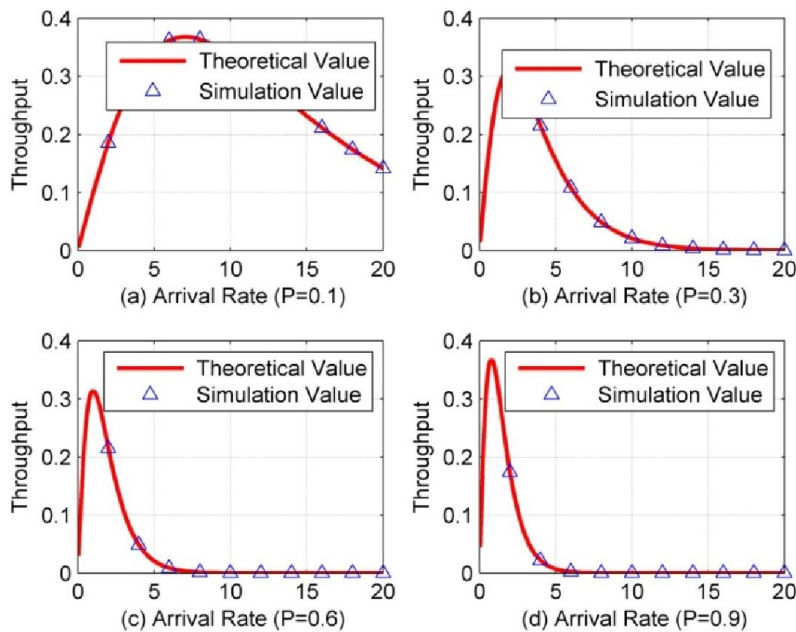 0.4
0.3
0.2
0.1
0
Throughput
Theoretical Value
Simulation Value
0 5 10 15 20
(a) Arrival Rate (P=0.1)
0.4
0.3
0.2
0.1
0
Throughput
Theoretical Value
Simulation Value
0 5 10 15 20
(b) Arrival Rate (P=0.3)
0.4
0.3
0.2
0.1
0
Throughput
Theoretical Value
Simulation Value
0 5 10 15 20
(c) Arrival Rate (P=0.6)
0.4
0.3
0.2
0.1
0
Throughput
Theoretical Value
Simulation Value
0 5 10 15 20
(d) Arrival Rate (P=0.9)